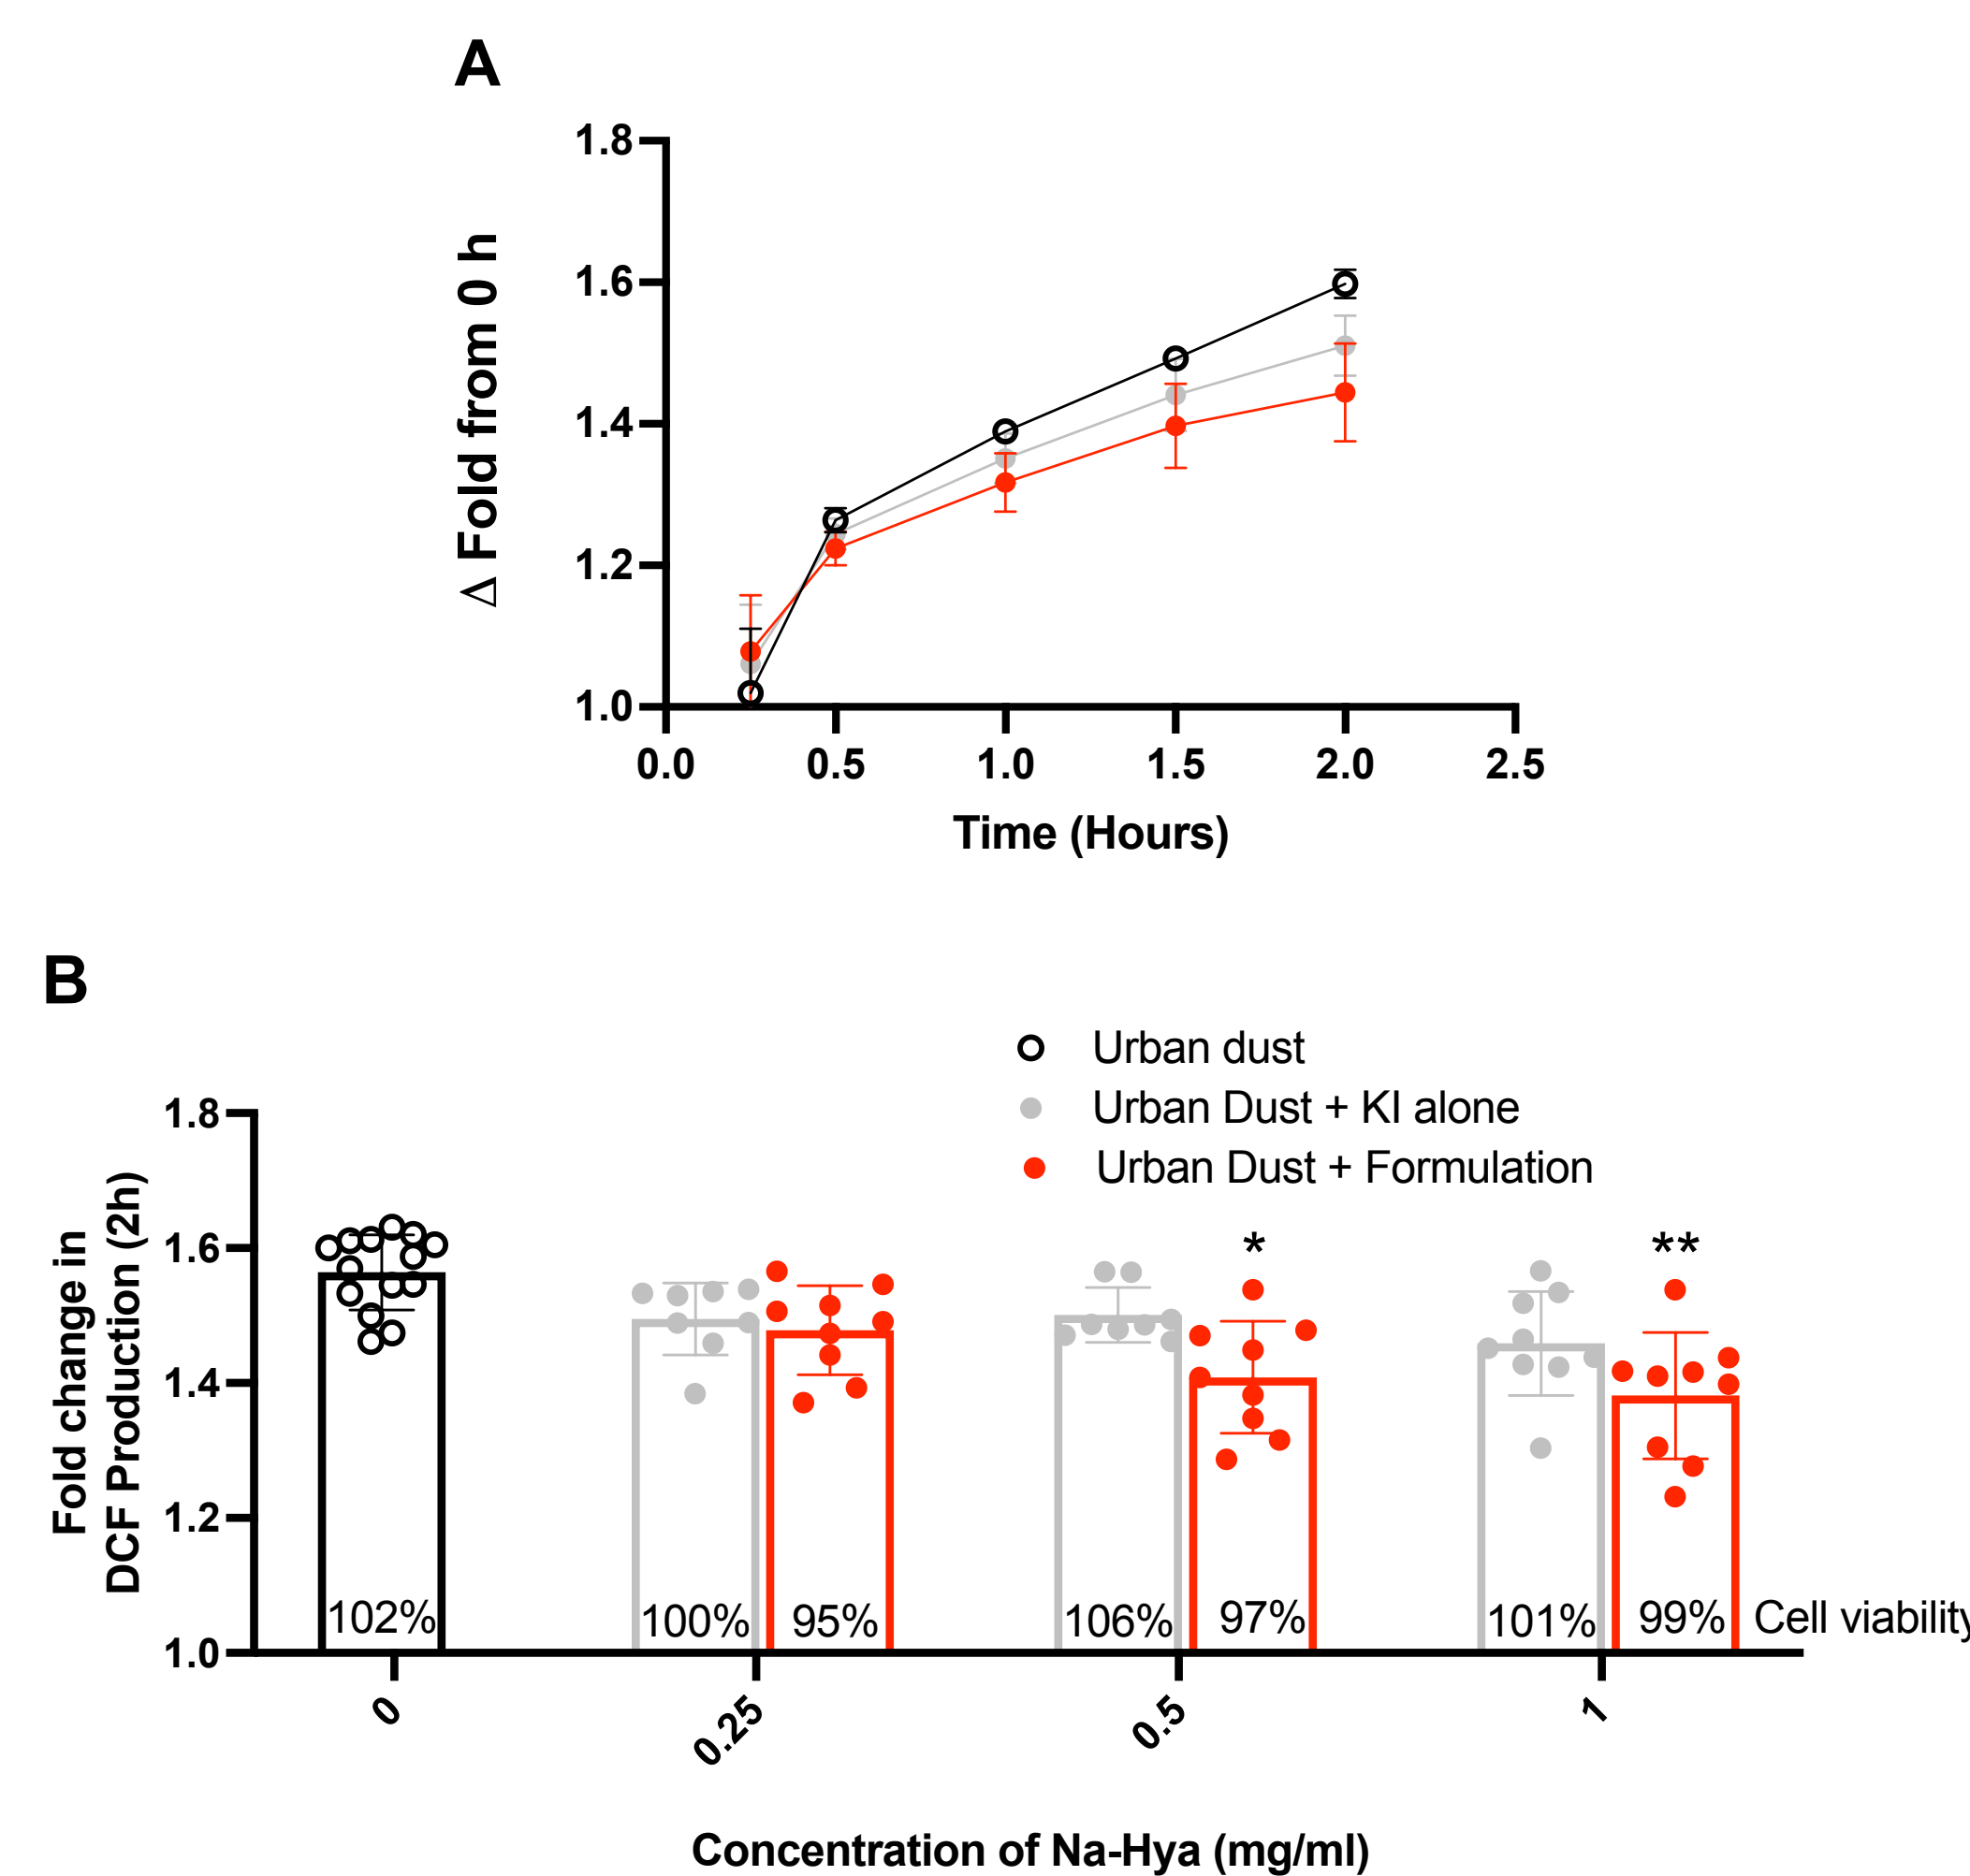 A
Δ Fold from 0 h
1.8
1.6
1.4
1.2
1.0
0.0 0.5 1.0 1.5 2.0 2.5
Time (Hours)
B
Urban dust
Urban Dust + KI alone
Urban Dust + Formulation
Fold change in
DCF Production (2h)
1.8
1.6
1.4
1.2
1.0
* **
102% 100% 95% 106% 97% 101% 99% Cell viability
0 0.25 0.5 1
Concentration of Na-Hya (mg/ml)